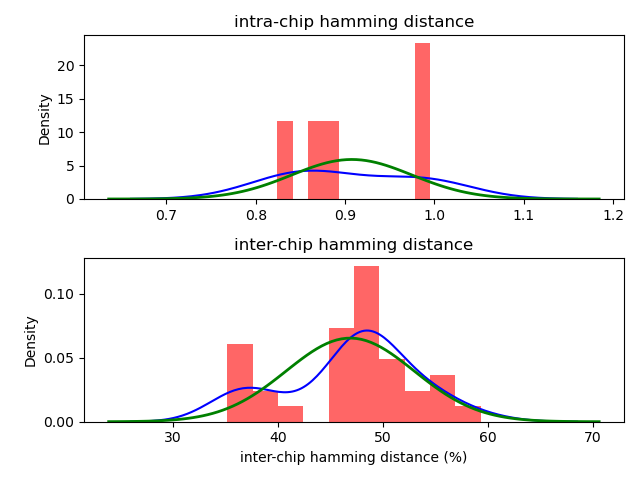 intra-chip hamming distance
Density
20
15
10
5
0
0.7 0.8 0.9 1.0 1.1 1.2
inter-chip hamming distance
Density
0.10
0.05
0.00
30 40 50 60 70
inter-chip hamming distance (%)